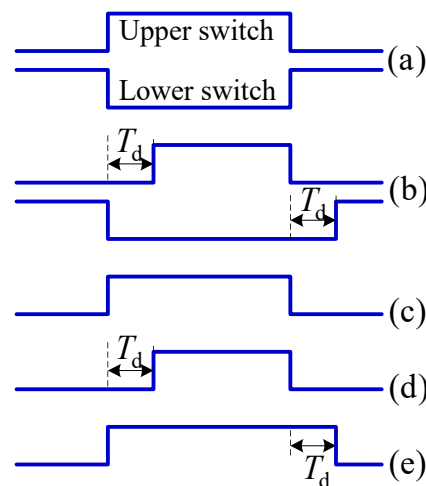 Upper switch
(a)
Lower switch
Td
(b)
Td
(c)
Td
(d)
Td
(e)